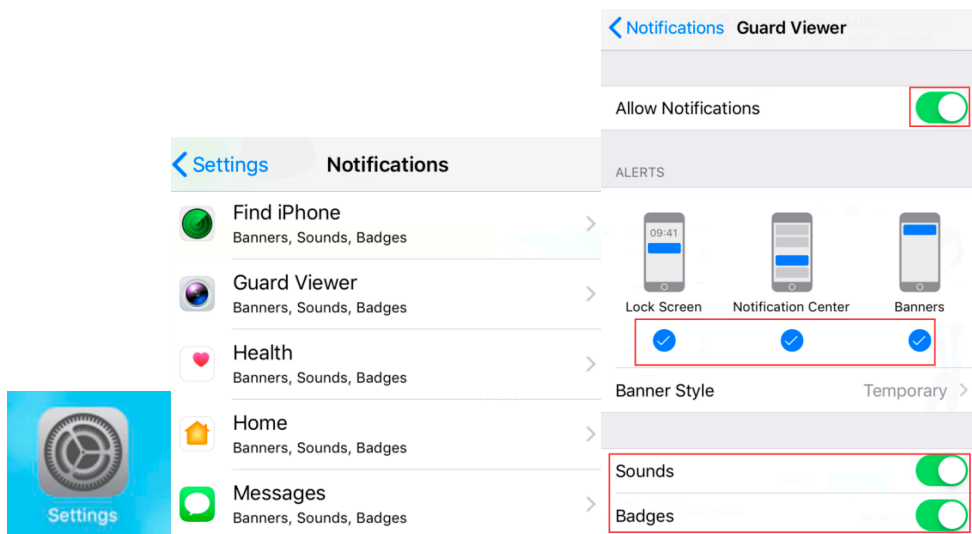 Settings
Settings Notifications
Find iPhone
Banners, Sounds, Badges
Guard Viewer
Banners, Sounds, Badges
Health
Banners, Sounds, Badges
Home
Banners, Sounds, Badges
Messages
Banners, Sounds, Badges
Notifications Guard Viewer
Allow Notifications
ALERTS
09:41
Lock Screen Notification Center Banners
Banner Style Temporary
Sounds
Badges